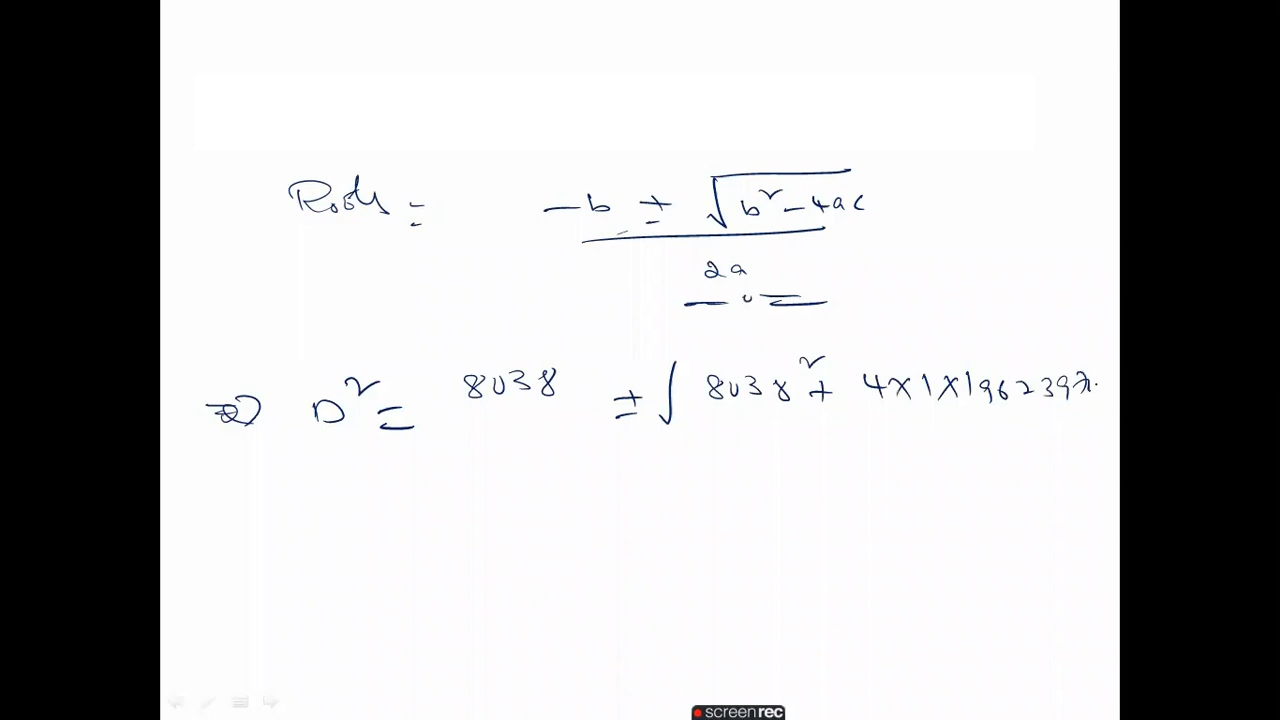 Roots = -b ± √b²-4ac
2a
⇒ D² = 8038 ± √8038² + 4×1×1962392.
screenrec